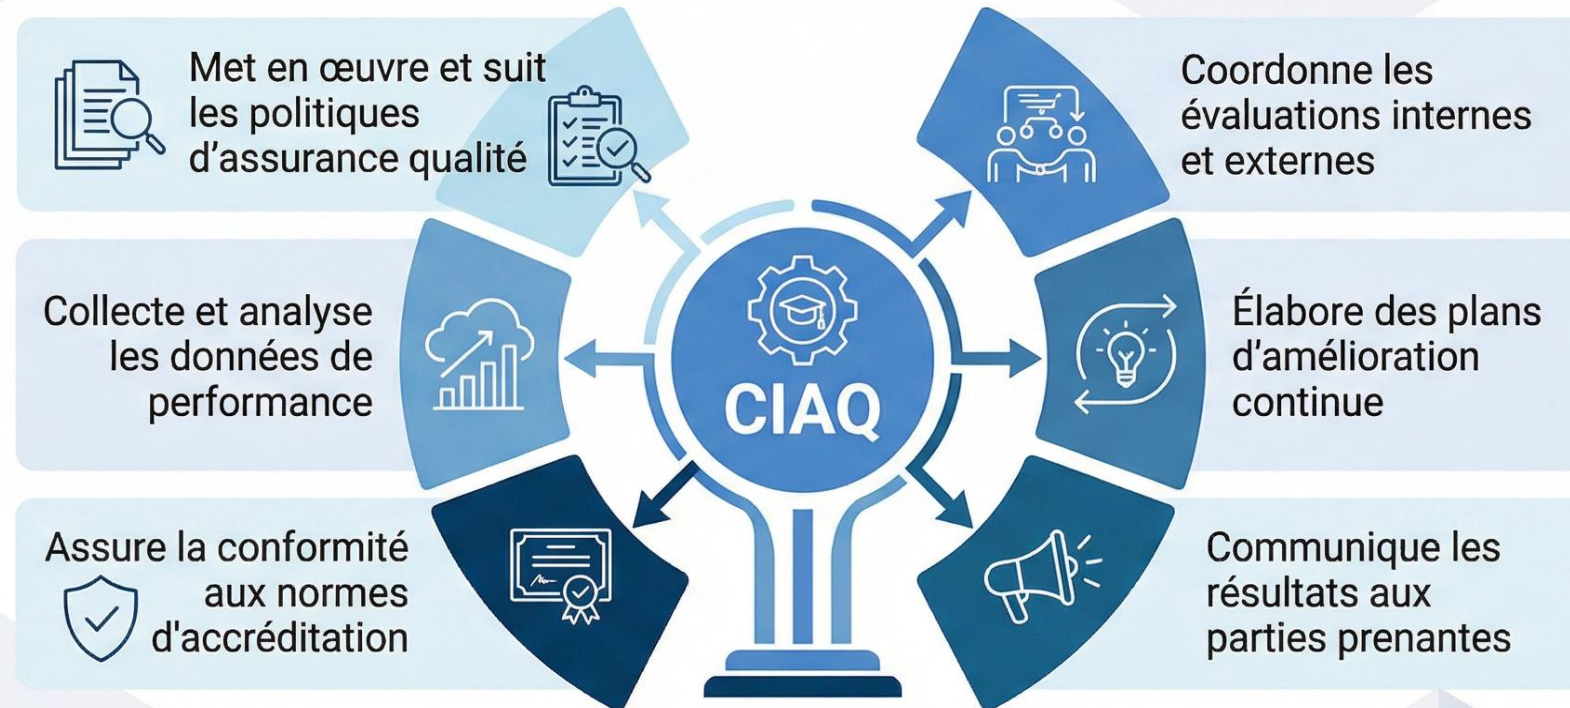 Met en œuvre et suit
les politiques
d’assurance qualité
Collecte et analyse
les données de
performance
Assure la conformité
aux normes
d'accréditation
CIAQ
Coordonne les
évaluations internes
et externes
Élabore des plans
d’amélioration
continue
Communique les
résultats aux
parties prenantes